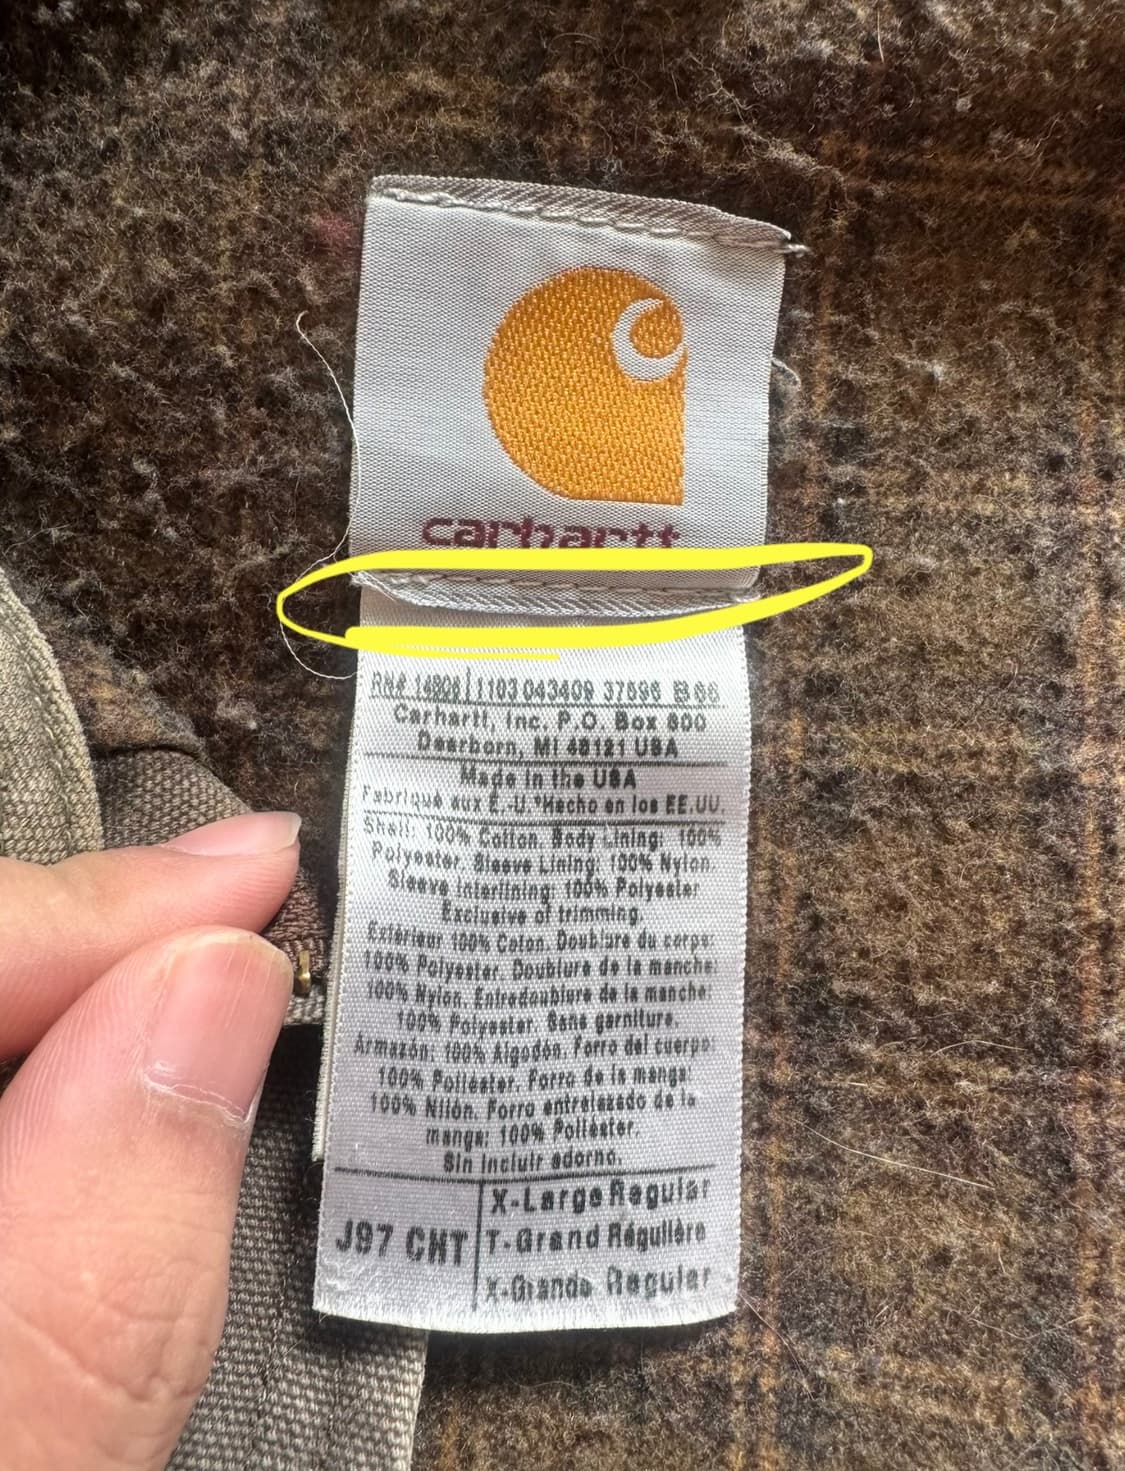 carhartt
RN# 14806 1103 043409 37596 B 66
Carhartt, Inc. P.O. Box 600
Dearborn, MI 48121 USA
Made in the USA
Fabriqué aux E.-U.*Hecho en los EE.UU.
Shell: 100% Cotton. Body Lining: 100%
Polyester. Sleeve Lining: 100% Nylon.
Sleeve Interlining: 100% Polyester
Exclusive of trimming.
Extérieur 100% Coton. Doublure du corps:
100% Polyester. Doublure de la manche:
100% Nylon. Entredoublure de la manche:
100% Polyester. Sans garniture.
Armazón: 100% Algodón. Forro del cuerpo:
100% Poliéster. Forro de la manga:
100% Nilón. Forro entrelazado de la
manga: 100% Poliéster.
Sin incluir adorno.
J97 CHT
X-Large Regular
T-Grand Régulière
X-Grande Regular